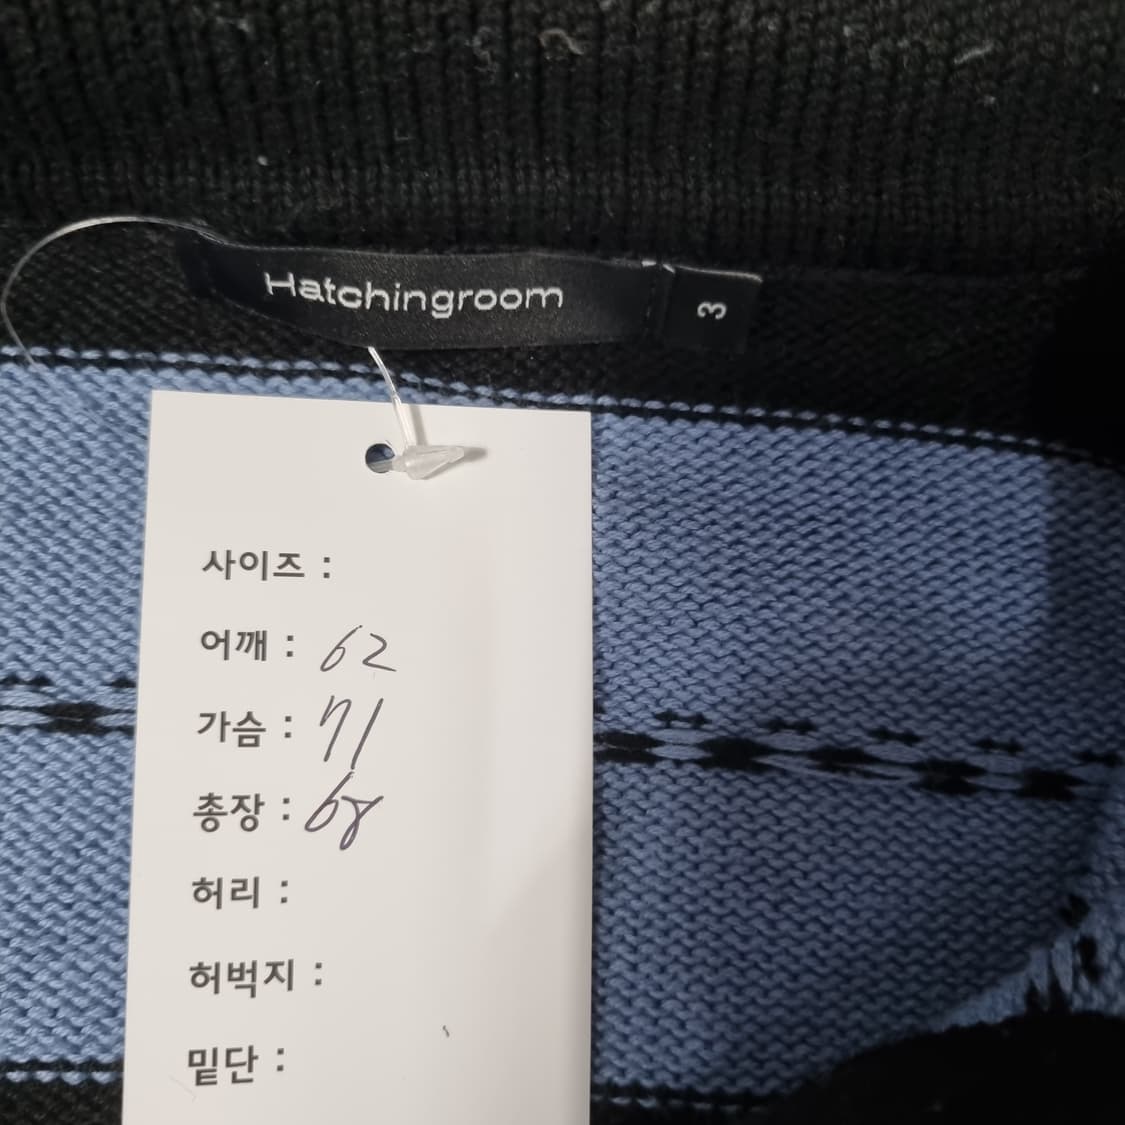 Hatchingroom
3
사이즈 :
어깨 : 62
가슴 : 71
총장 : 68
허리 :
허벅지 :
밑단 :